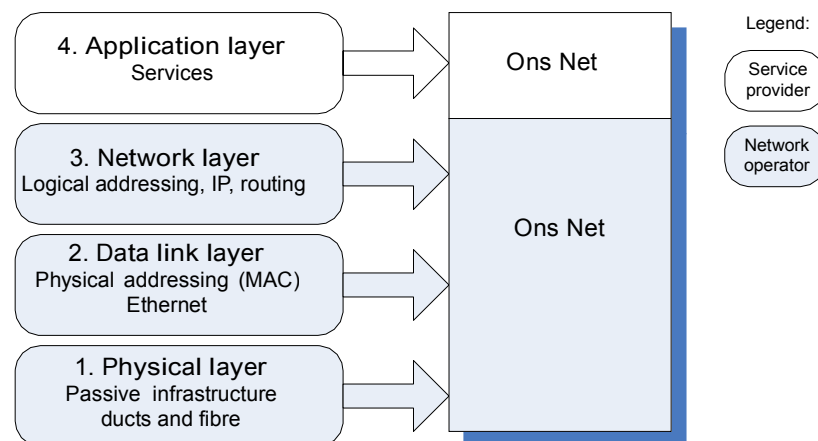 4. Application layer
Services
3. Network layer
Logical addressing, IP, routing
2. Data link layer
Physical addressing (MAC)
Ethernet
1. Physical layer
Passive infrastructure
ducts and fibre
Ons Net
Ons Net
Legend:
Service
provider
Network
operator